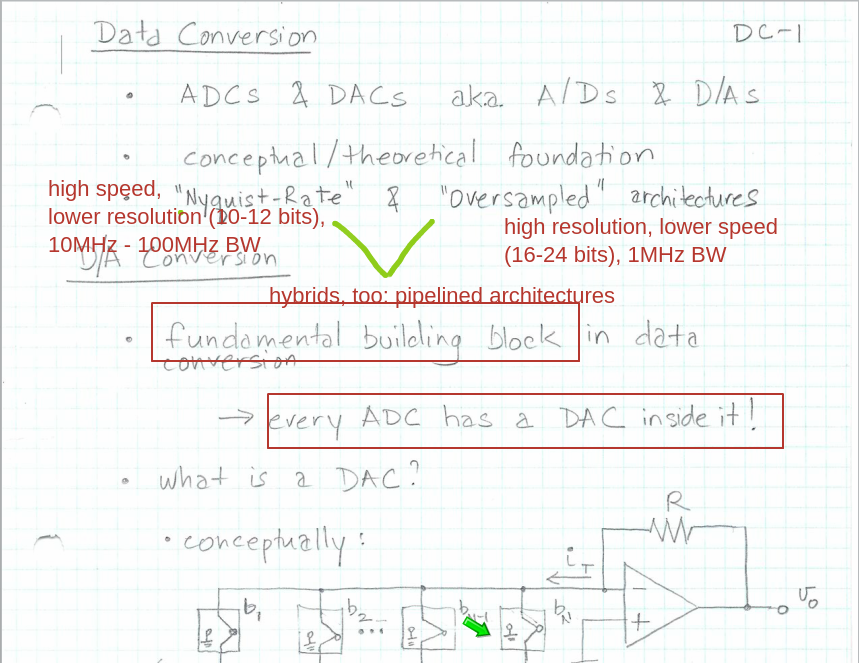 Data Conversion
DC-1
• ADCs & DACs aka. A/Ds & D/As
• conceptual/theoretical foundation
high speed,
lower resolution (10-12 bits),
10MHz - 100MHz BW
• "Nyquist-Rate" & "Oversampled" architectures
high resolution, lower speed
(16-24 bits), 1MHz BW
D/A Conversion
hybrids, too: pipelined architectures
• fundamental building block in data
conversion
→ every ADC has a DAC inside it!
• what is a DAC?
• conceptually:
R
i_T
b_1 b_2 ... b_N-1 b_N
- +
v_o